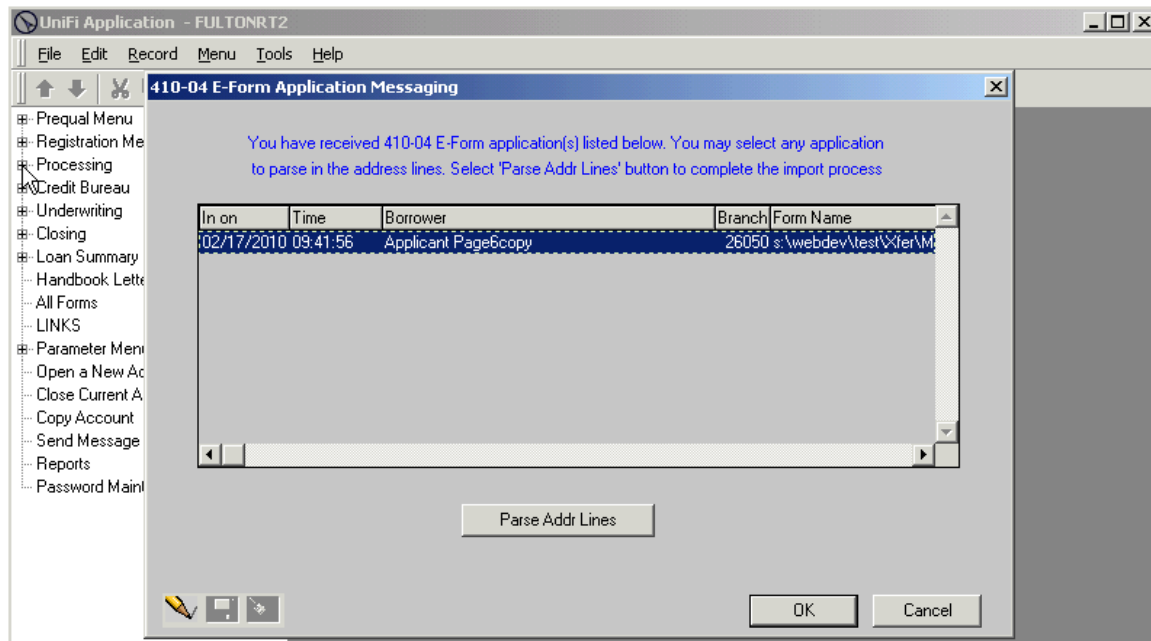 UniFi Application - FULTONRT2
File Edit Record Menu Tools Help
410-04 E-Form Application Messaging
Prequal Menu
Registration Me
Processing
Credit Bureau
Underwriting
Closing
Loan Summary
Handbook Lette
All Forms
LINKS
Parameter Menu
Open a New Ac
Close Current A
Copy Account
Send Message
Reports
Password Maint
You have received 410-04 E-Form application(s) listed below. You may select any application
to parse in the address lines. Select 'Parse Addr Lines' button to complete the import process
In on Time Borrower Branch Form Name
02/17/2010 09:41:56 Applicant Page6copy 26050 s:\webdev\test\Xfer\M
Parse Addr Lines
OK Cancel